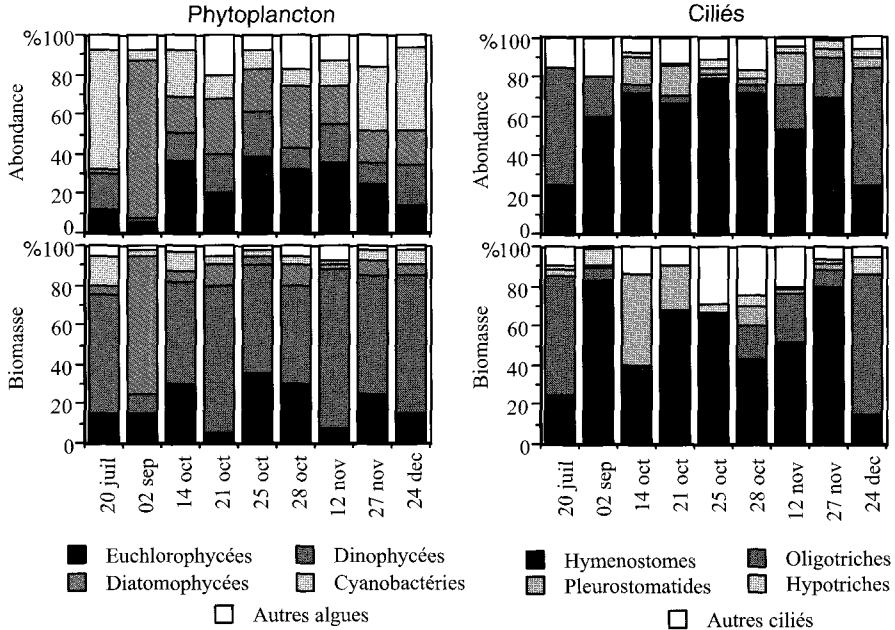 Phytoplancton
Ciliés
%100
80
60
40
20
0
Abondance
%100
80
60
40
20
0
Abondance
%100
80
60
40
20
0
Biomasse
%100
80
60
40
20
0
Biomasse
20 juil
02 sep
14 oct
21 oct
25 oct
28 oct
12 nov
27 nov
24 dec
20 juil
02 sep
14 oct
21 oct
25 oct
28 oct
12 nov
27 nov
24 dec
Euchlorophycées
Dinophycées
Diatomophycées
Cyanobactéries
Autres algues
Hymenostomes
Oligotriches
Pleurostomatides
Hypotriches
Autres ciliés